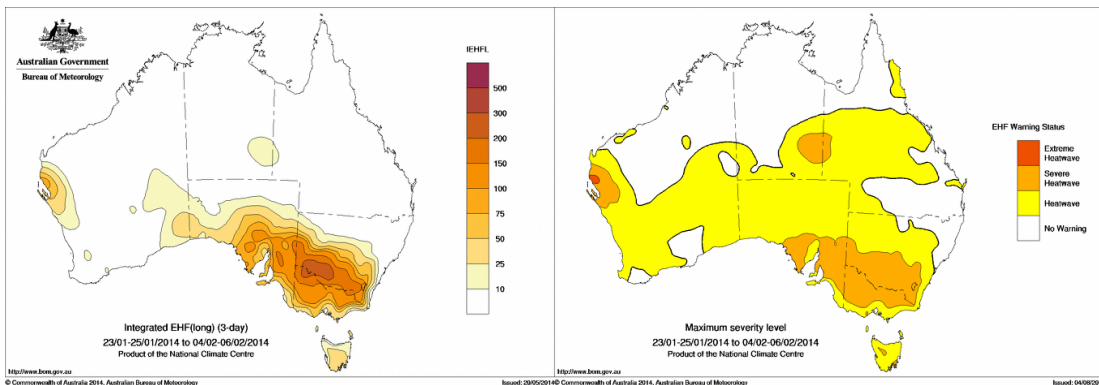 Australian Government
Bureau of Meteorology
IEHFL
500
300
200
150
100
75
50
25
10
Integrated EHF(long) (3-day)
23/01-25/01/2014 to 04/02-06/02/2014
Product of the National Climate Centre
http://www.bom.gov.au
© Commonwealth of Australia 2014, Australian Bureau of Meteorology
Issued: 20/05/2014
EHF Warning Status
Extreme
Heatwave
Severe
Heatwave
Heatwave
No Warning
Maximum severity level
23/01-25/01/2014 to 04/02-06/02/2014
Product of the National Climate Centre
http://www.bom.gov.au
© Commonwealth of Australia 2014, Australian Bureau of Meteorology
Issued: 04/08/20